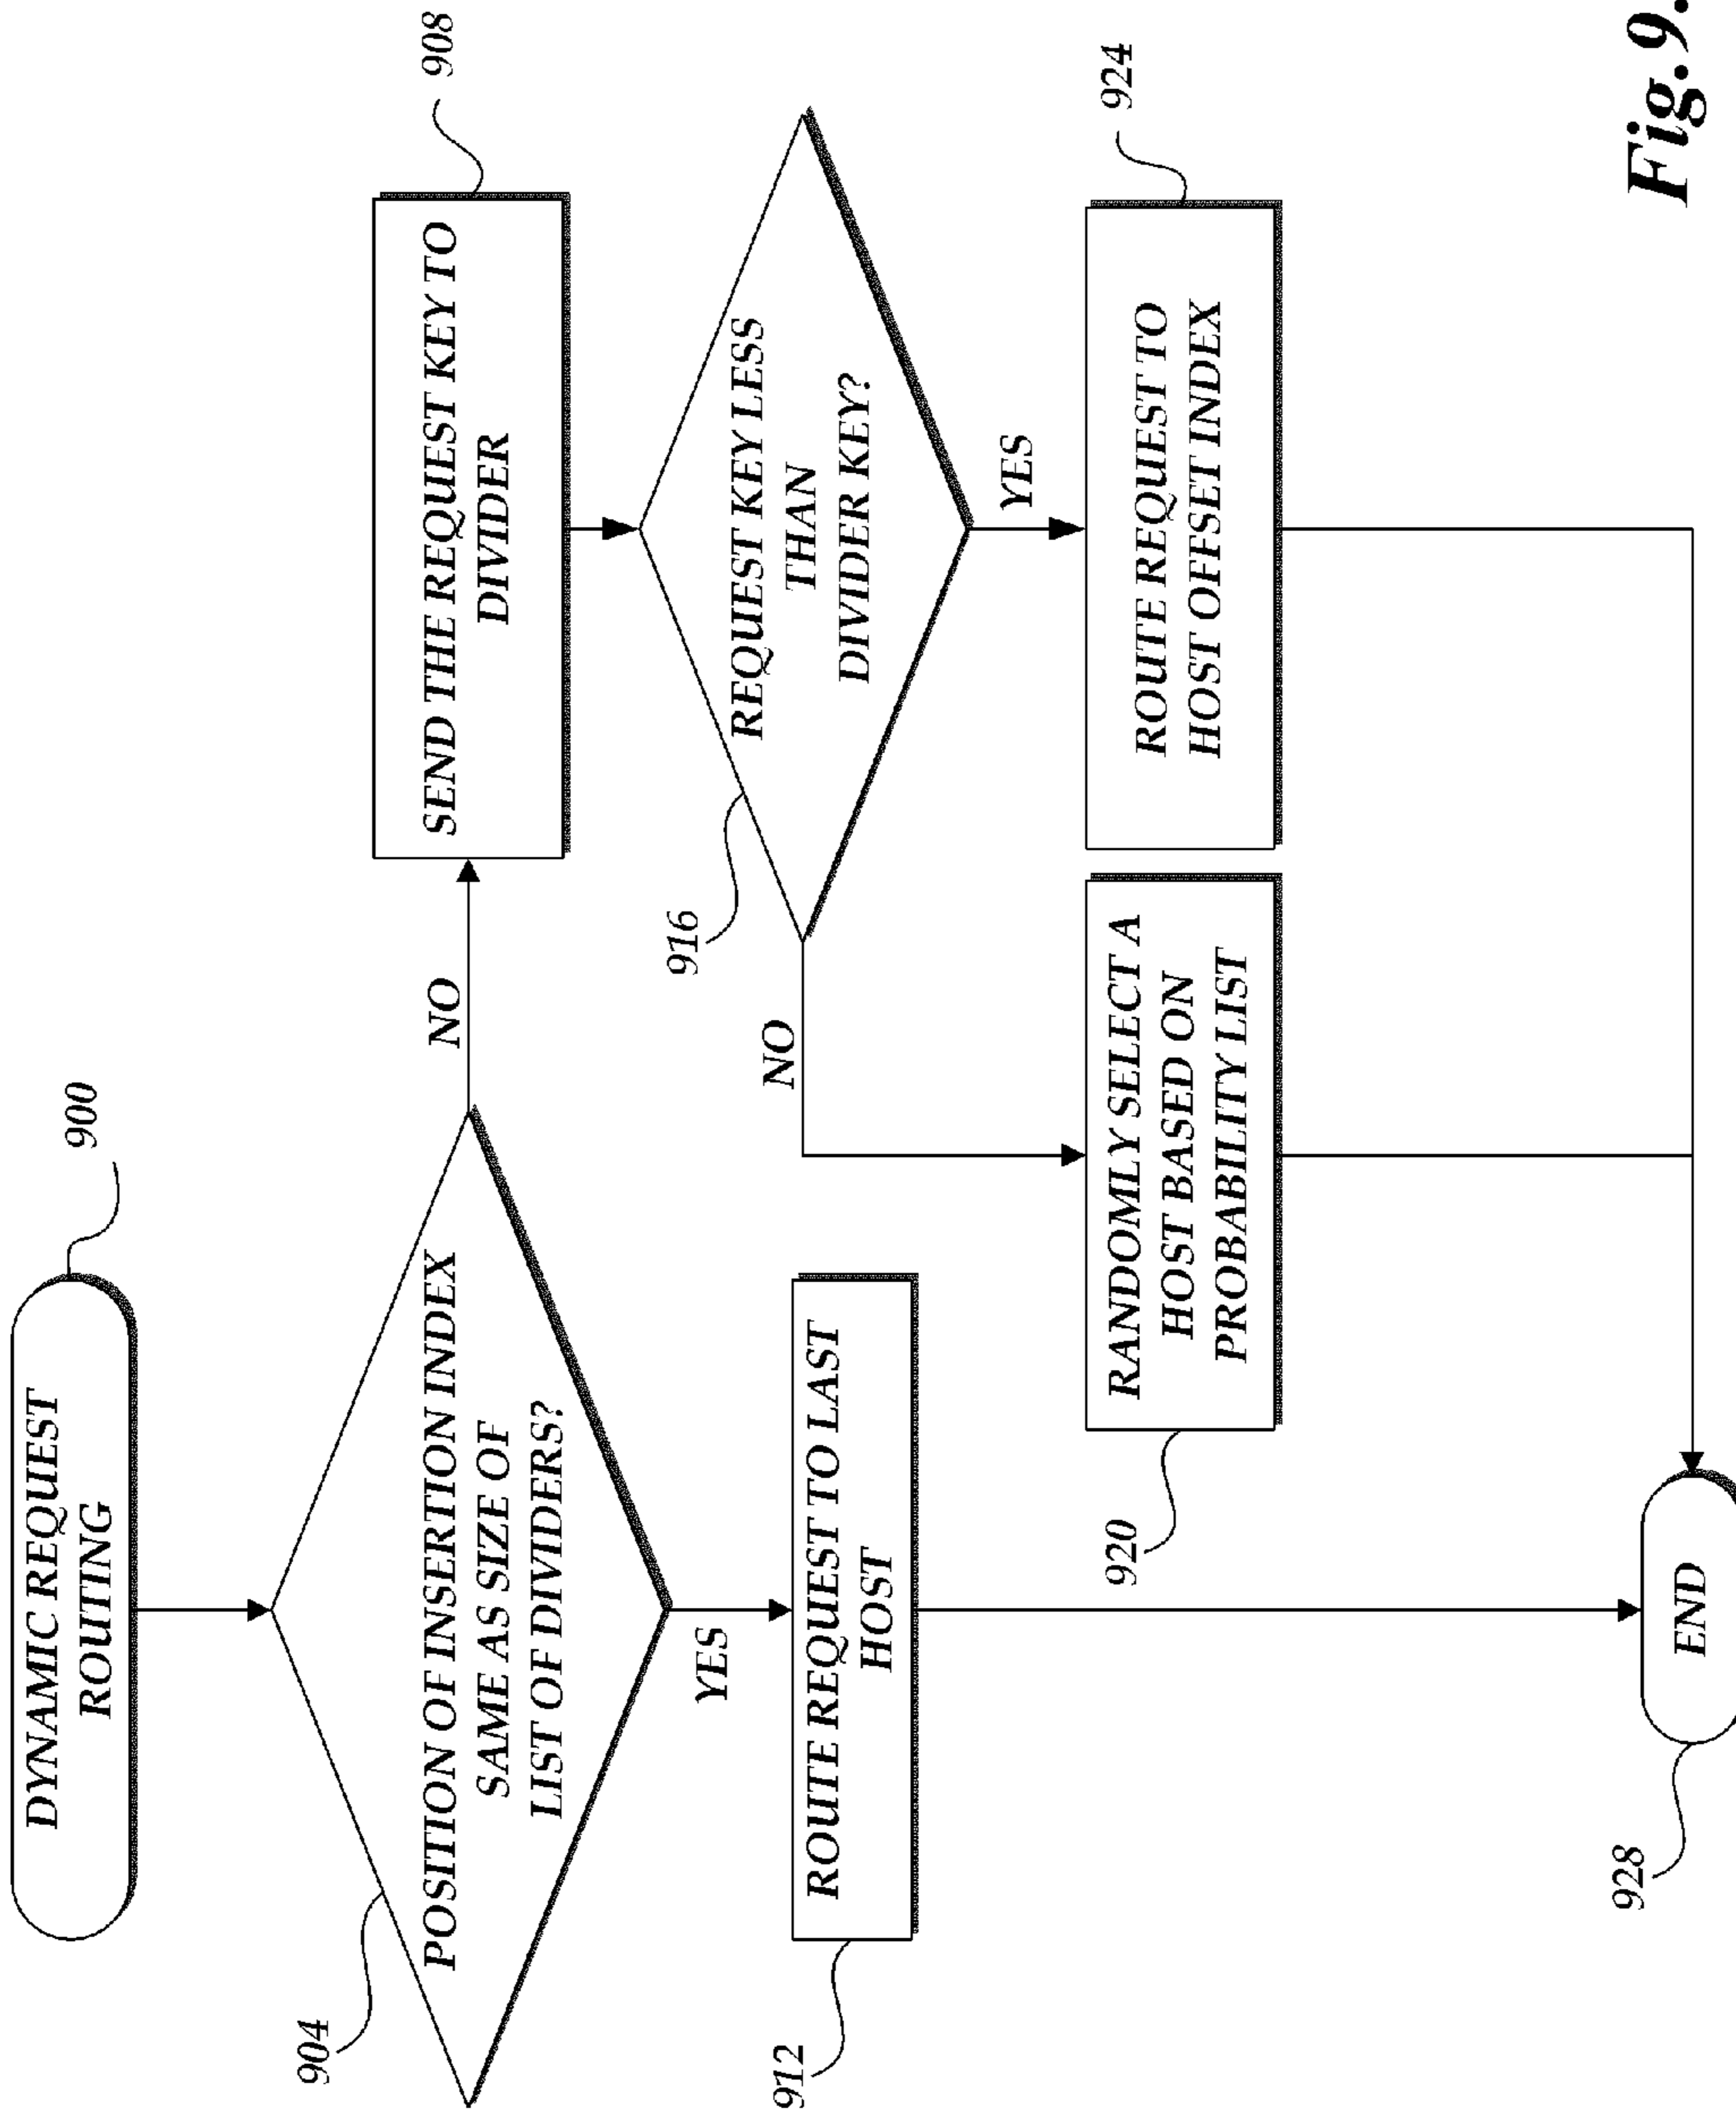 DYNAMIC REQUEST
ROUTING
900
904
POSITION OF INSERTION INDEX
SAME AS SIZE OF
LIST OF DIVIDERS?
NO
SEND THE REQUEST KEY TO
DIVIDER
908
YES
912
ROUTE REQUEST TO LAST
HOST
916
REQUEST KEY LESS
THAN
DIVIDER KEY?
NO
YES
920
RANDOMLY SELECT A
HOST BASED ON
PROBABILITY LIST
ROUTE REQUEST TO
HOST OFFSET INDEX
924
928
END
Fig.9.